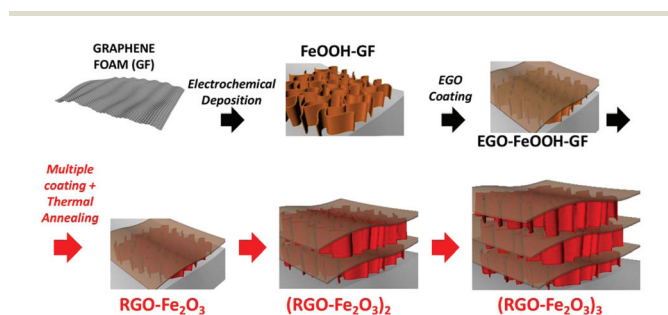 GRAPHENE
FOAM (GF)
Electrochemical
Deposition
FeOOH-GF
EGO
Coating
EGO-FeOOH-GF
Multiple
coating +
Thermal
Annealing
RGO-Fe₂O₃
(RGO-Fe₂O₃)₂
(RGO-Fe₂O₃)₃